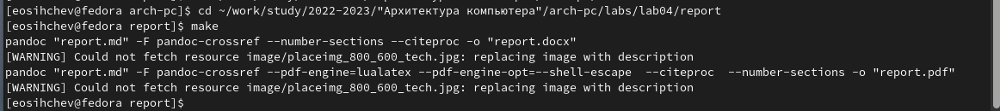 [eosihchev@fedora arch-pc]$ cd ~/work/study/2022-2023/"Архитектура компьютера"/arch-pc/labs/lab04/report
[eosihchev@fedora report]$ make
pandoc "report.md" -F pandoc-crossref --number-sections --citeproc -o "report.docx"
[WARNING] Could not fetch resource image/placeimg_800_600_tech.jpg: replacing image with description
pandoc "report.md" -F pandoc-crossref --pdf-engine=lualatex --pdf-engine-opt=--shell-escape  --citeproc  --number-sections -o "report.pdf"
[WARNING] Could not fetch resource image/placeimg_800_600_tech.jpg: replacing image with description
[eosihchev@fedora report]$